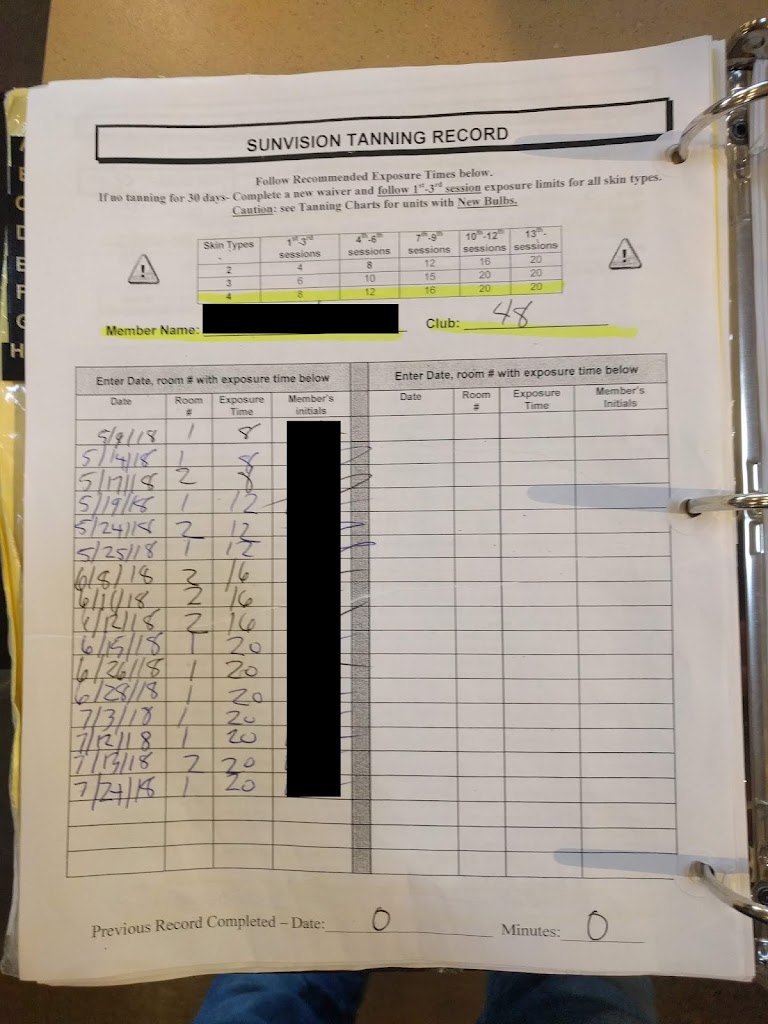 SUNVISION TANNING RECORD
Follow Recommended Exposure Times below.
If no tanning for 30 days- Complete a new waiver and follow 1st-3rd session exposure limits for all skin types.
Caution: see Tanning Charts for units with New Bulbs.
Skin Types 1st-3rd sessions 4th-6th sessions 7th-9th sessions 10th-12th sessions 13th- sessions
2 4 8 12 16 20
3 6 10 15 20 20
4 8 12 16 20 20
Member Name: Club: 48
Enter Date, room # with exposure time below Enter Date, room # with exposure time below
Date Room # Exposure Time Member's initials Date Room # Exposure Time Member's Initials
5/9/18 1 8
5/14/18 1 8
5/17/18 2 8
5/19/18 1 12
5/24/18 2 12
5/25/18 1 12
6/8/18 2 16
6/11/18 2 16
6/12/18 2 16
6/15/18 1 20
6/26/18 1 20
6/28/18 1 20
7/3/18 1 20
7/12/18 1 20
7/13/18 2 20
7/24/18 1 20
Previous Record Completed – Date: 0 Minutes: 0
D
E
F
G
H